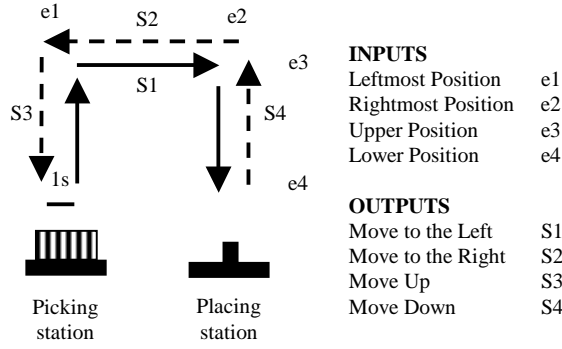 e1 S2 e2
e3
S1
S3 S4
1s
e4
Picking station
Placing station
INPUTS
Leftmost Position e1
Rightmost Position e2
Upper Position e3
Lower Position e4
OUTPUTS
Move to the Left S1
Move to the Right S2
Move Up S3
Move Down S4